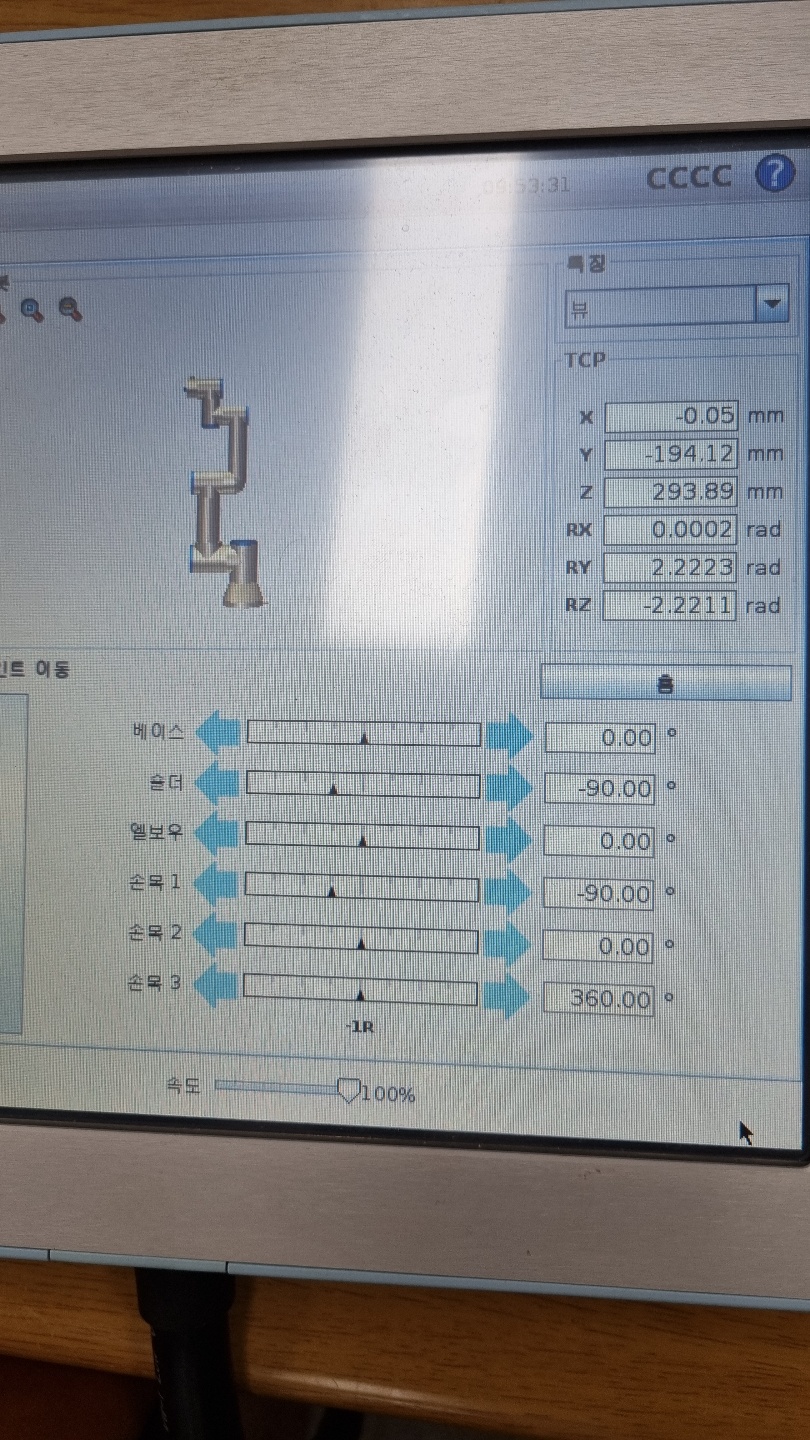 09:53:31 CCCC ?
특징
뷰
TCP
X -0.05 mm
Y -194.12 mm
Z 293.89 mm
RX 0.0002 rad
RY 2.2223 rad
RZ -2.2211 rad
이동
홈
베이스 0.00 °
숄더 -90.00 °
엘보우 0.00 °
손목 1 -90.00 °
손목 2 0.00 °
손목 3 360.00 °
-1R
속도 100%